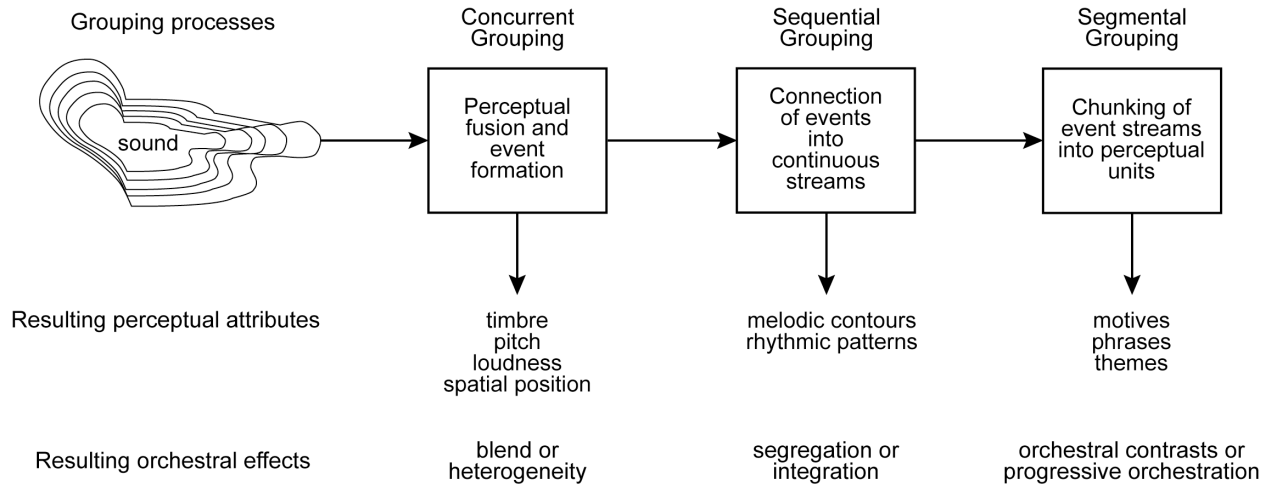 Grouping processes
Concurrent
Grouping
Sequential
Grouping
Segmental
Grouping
sound
Perceptual
fusion and
event
formation
Connection
of events
into
continuous
streams
Chunking of
event streams
into perceptual
units
Resulting perceptual attributes
timbre
pitch
loudness
spatial position
melodic contours
rhythmic patterns
motives
phrases
themes
Resulting orchestral effects
blend or
heterogeneity
segregation or
integration
orchestral contrasts or
progressive orchestration